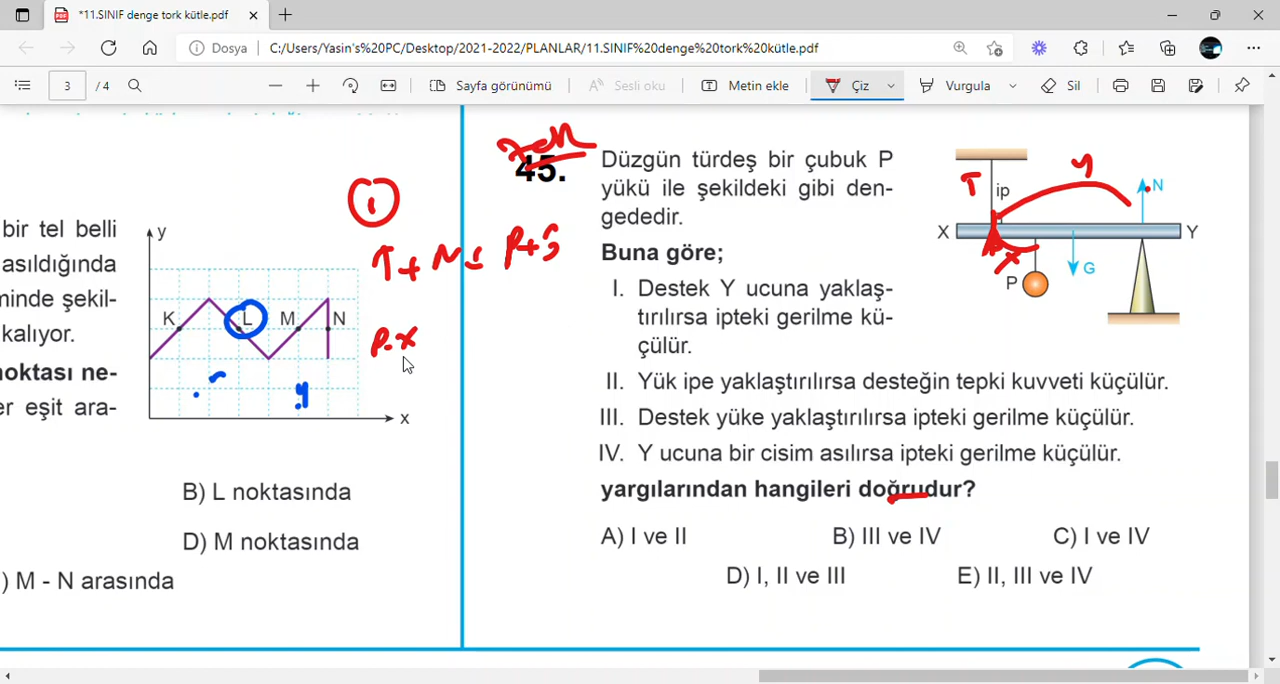 *11.SINIF denge tork kütle.pdf
Dosya
C:/Users/Yasin's%20PC/Desktop/2021-2022/PLANLAR/11.SINIF%20denge%20tork%20kütle.pdf
3 / 4
Sayfa görünümü
Sesli oku
Metin ekle
Çiz
Vurgula
Sil
bir tel belli
asıldığında
minde şekil-
kalıyor.
noktası ne-
er eşit ara-
y
K
L
M
N
x
y
B) L noktasında
D) M noktasında
) M - N arasında
1
T + N = P + G
P.x
45.
Düzgün türdeş bir çubuk P
yükü ile şekildeki gibi den-
gededir.
Buna göre;
I. Destek Y ucuna yaklaş-
tırılırsa ipteki gerilme kü-
çülür.
II. Yük ipe yaklaştırılırsa desteğin tepki kuvveti küçülür.
III. Destek yüke yaklaştırılırsa ipteki gerilme küçülür.
IV. Y ucuna bir cisim asılırsa ipteki gerilme küçülür.
yargılarından hangileri doğrudur?
A) I ve II
B) III ve IV
C) I ve IV
D) I, II ve III
E) II, III ve IV
T
ip
y
N
X
Y
x
P
G